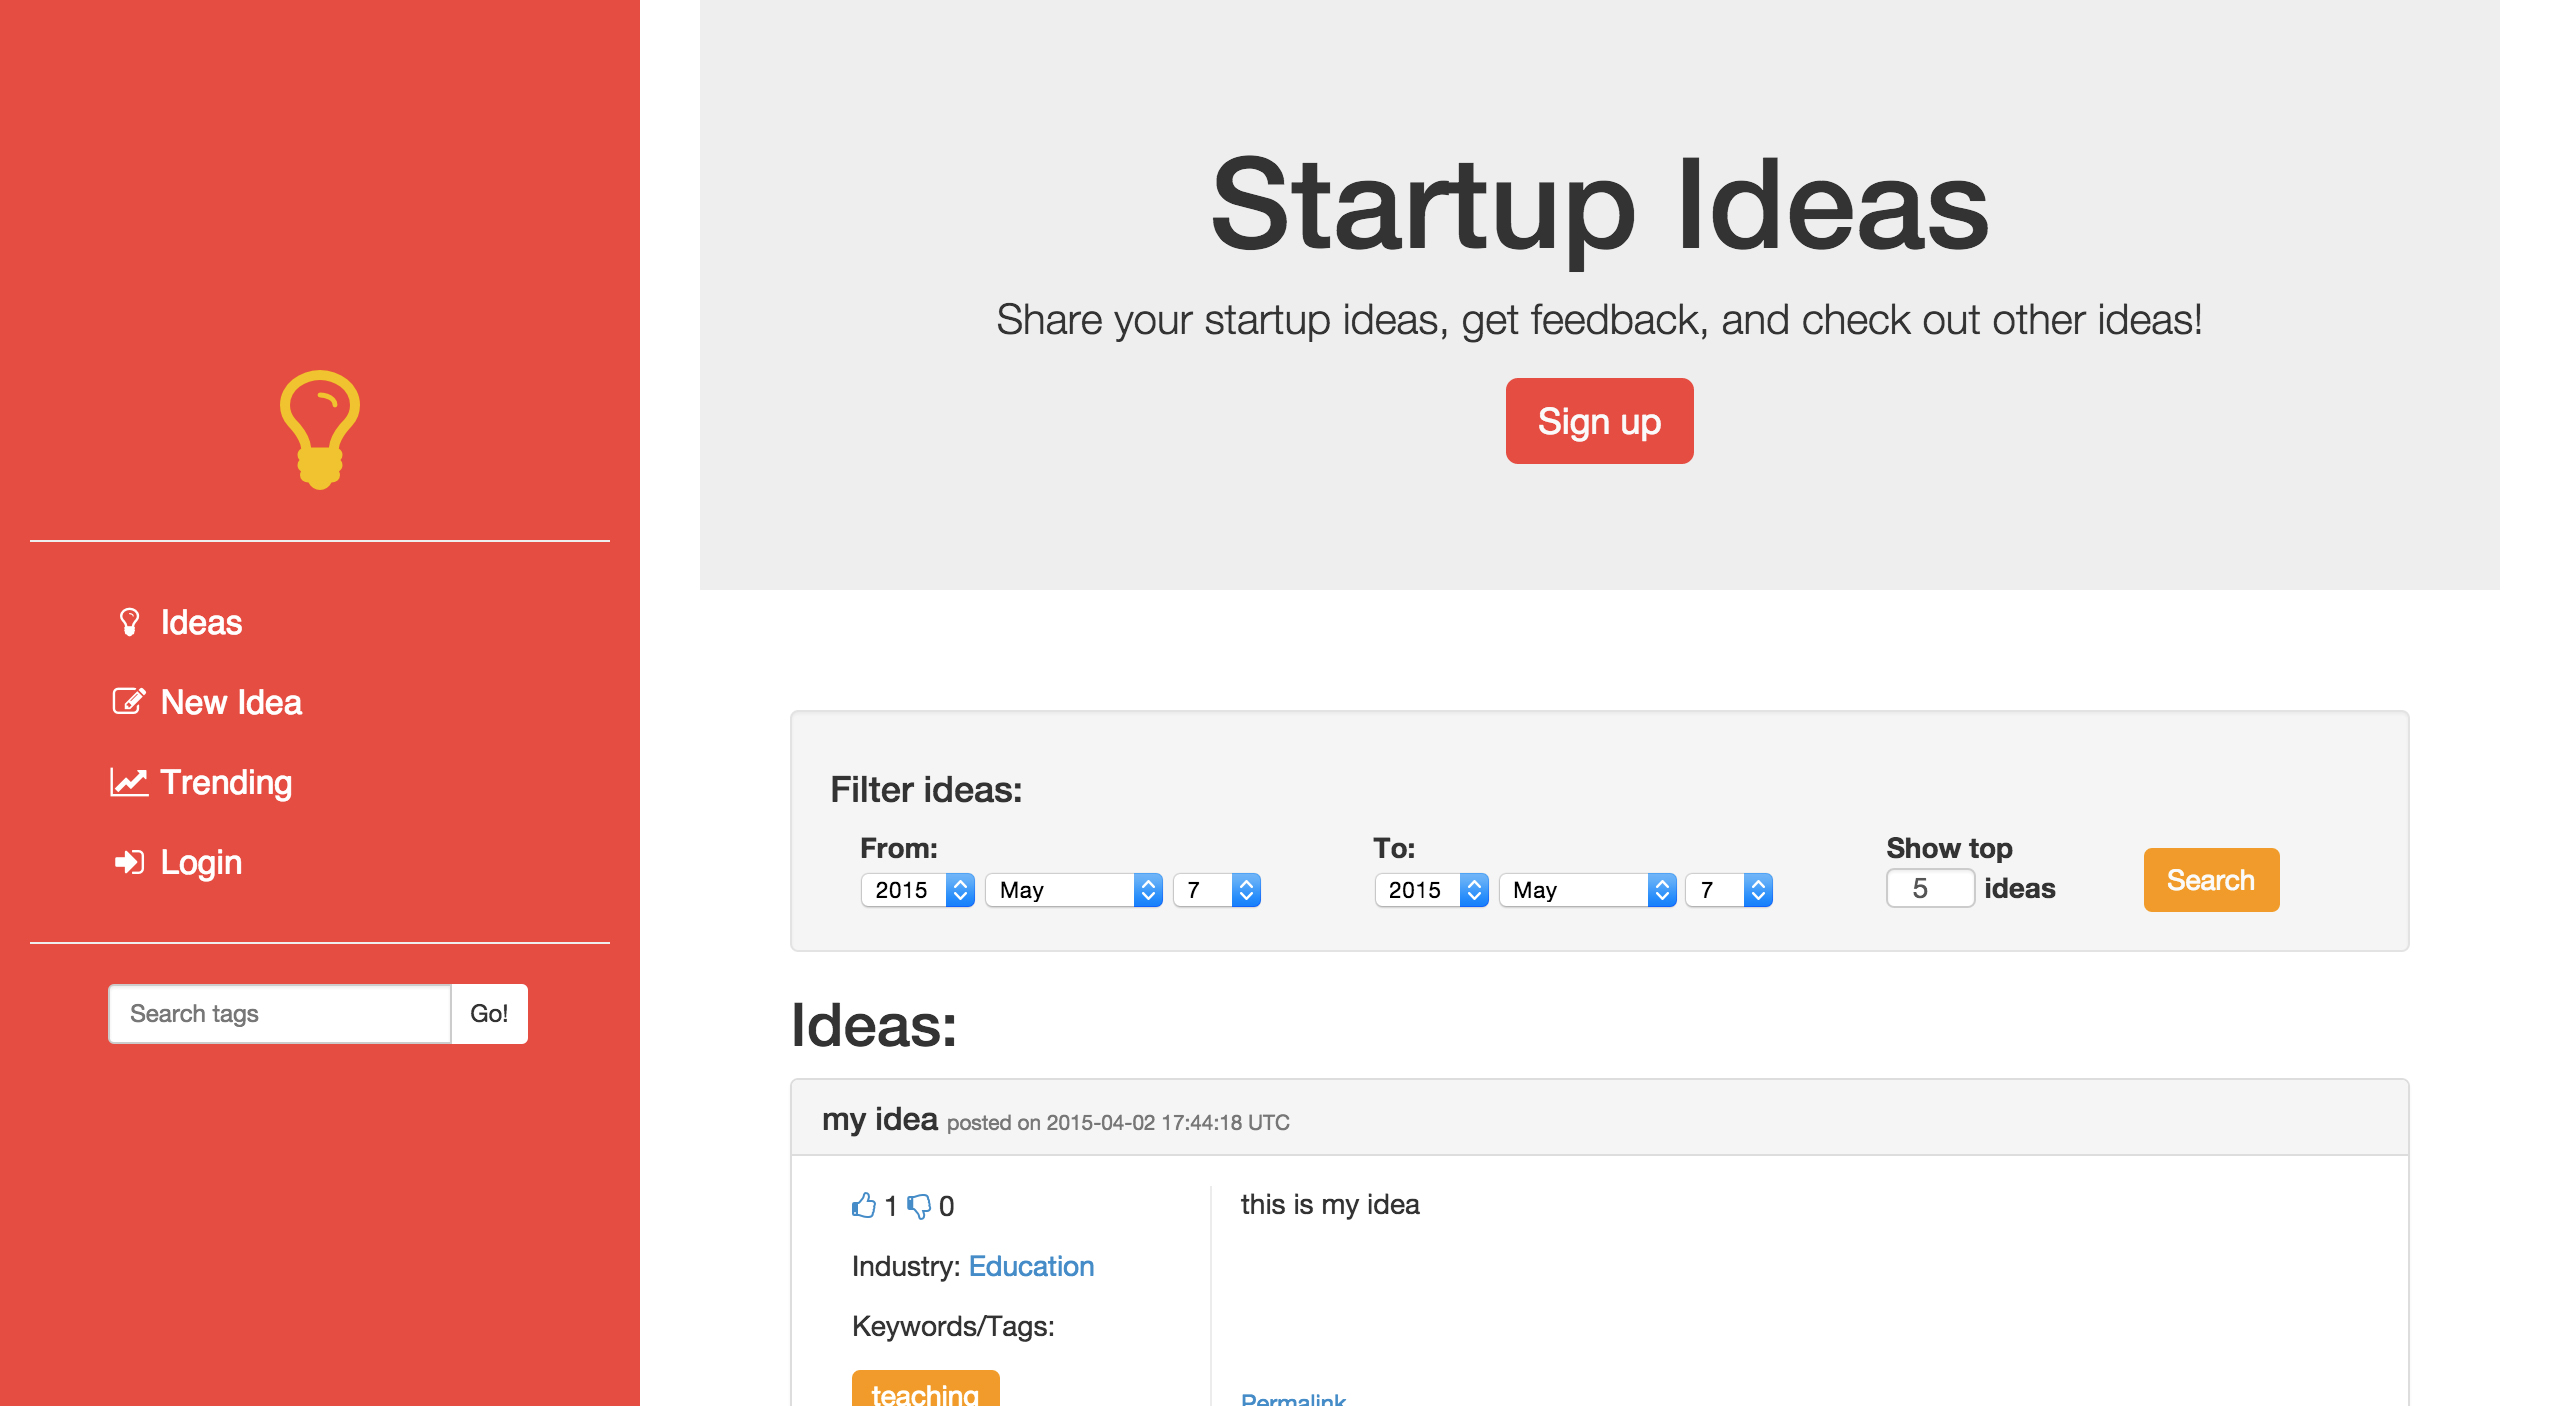 Ideas
New Idea
Trending
Login
Search tags Go!
Startup Ideas
Share your startup ideas, get feedback, and check out other ideas!
Sign up
Filter ideas:
From: To: Show top
2015 May 7 2015 May 7 5 ideas Search
Ideas:
my idea posted on 2015-04-02 17:44:18 UTC
1 0
Industry: Education
Keywords/Tags:
teaching
this is my idea
Permalink